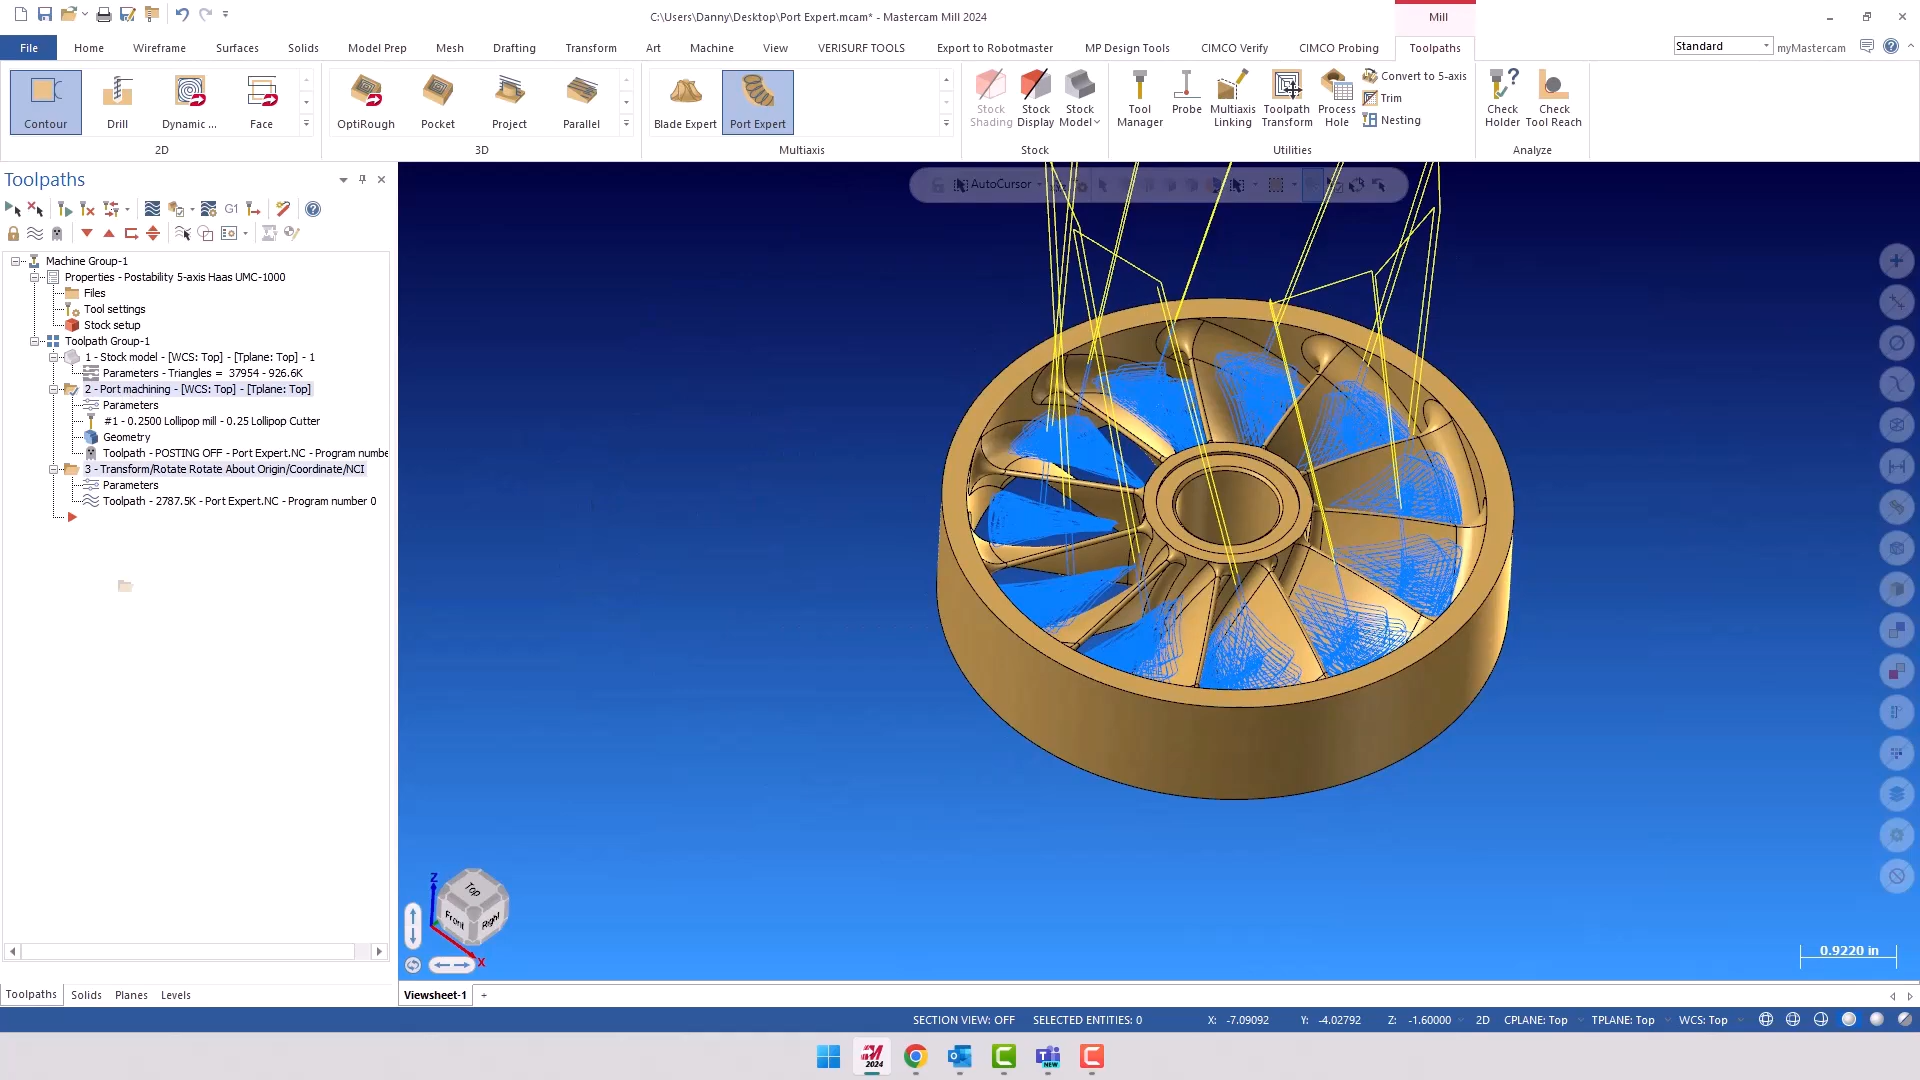 C:\Users\Danny\Desktop\Port Expert.mcam* - Mastercam Mill 2024
Mill
File Home Wireframe Surfaces Solids Model Prep Mesh Drafting Transform Art Machine View VERISURF TOOLS Export to Robotmaster MP Design Tools CIMCO Verify CIMCO Probing Toolpaths
Standard
myMastercam
Contour Drill Dynamic ... Face
2D
OptiRough Pocket Project Parallel
3D
Blade Expert Port Expert
Multiaxis
Stock Shading
Stock Display
Stock Model
Stock
Tool Manager
Probe
Multiaxis Linking
Toolpath Transform
Process Hole
Convert to 5-axis
Trim
Nesting
Utilities
Check Holder
Check Tool Reach
Analyze
Toolpaths
G1
AutoCursor
Machine Group-1
Properties - Postability 5-axis Haas UMC-1000
Files
Tool settings
Stock setup
Toolpath Group-1
1 - Stock model - [WCS: Top] - [Tplane: Top] - 1
Parameters - Triangles = 37954 - 926.6K
2 - Port machining - [WCS: Top] - [Tplane: Top]
Parameters
#1 - 0.2500 Lollipop mill - 0.25 Lollipop Cutter
Geometry
Toolpath - POSTING OFF - Port Expert.NC - Program numbe
3 - Transform/Rotate Rotate About Origin/Coordinate/NCI
Parameters
Toolpath - 2787.5K - Port Expert.NC - Program number 0
Z
Top
Front
Right
X
0.9220 in
Toolpaths Solids Planes Levels
Viewsheet-1 +
SECTION VIEW: OFF SELECTED ENTITIES: 0 X: -7.09092 Y: -4.02792 Z: -1.60000 2D CPLANE: Top TPLANE: Top WCS: Top
2024
NEW